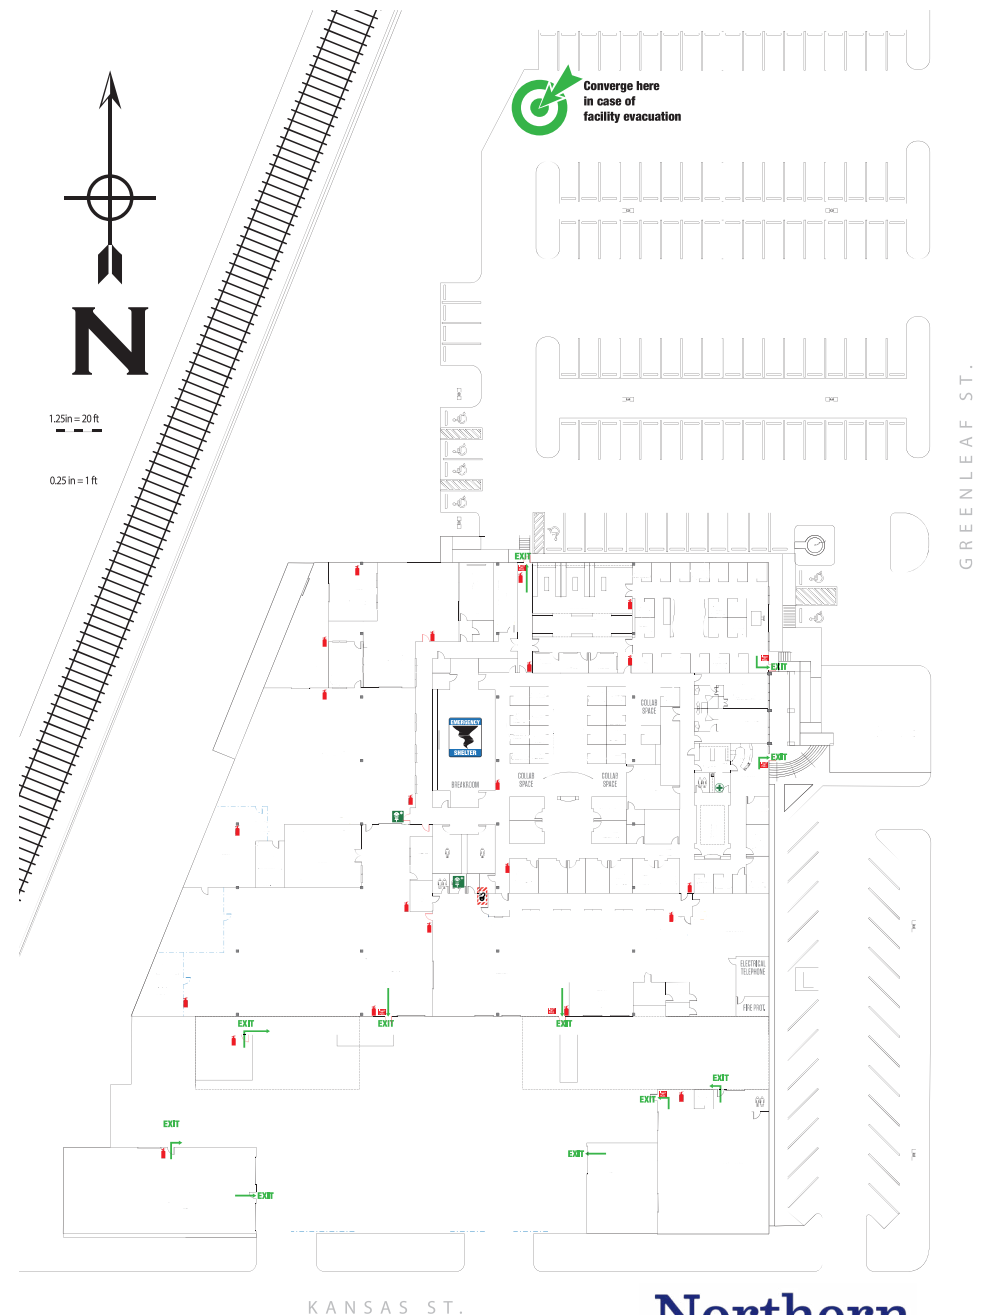 Converge here
in case of
facility evacuation
N
1.25in = 20 ft
0.25 in = 1 ft
GREENLEAF ST.
EXIT
EXIT
COLLAB
SPACE
EMERGENCY
SHELTER
EXIT
BREAKROOM
COLLAB
SPACE
COLLAB
SPACE
ELECTRICAL
TELEPHONE
FIRE PROT.
EXIT
EXIT
EXIT
EXIT
EXIT
EXIT
EXIT
EXIT
KANSAS ST.
Northern